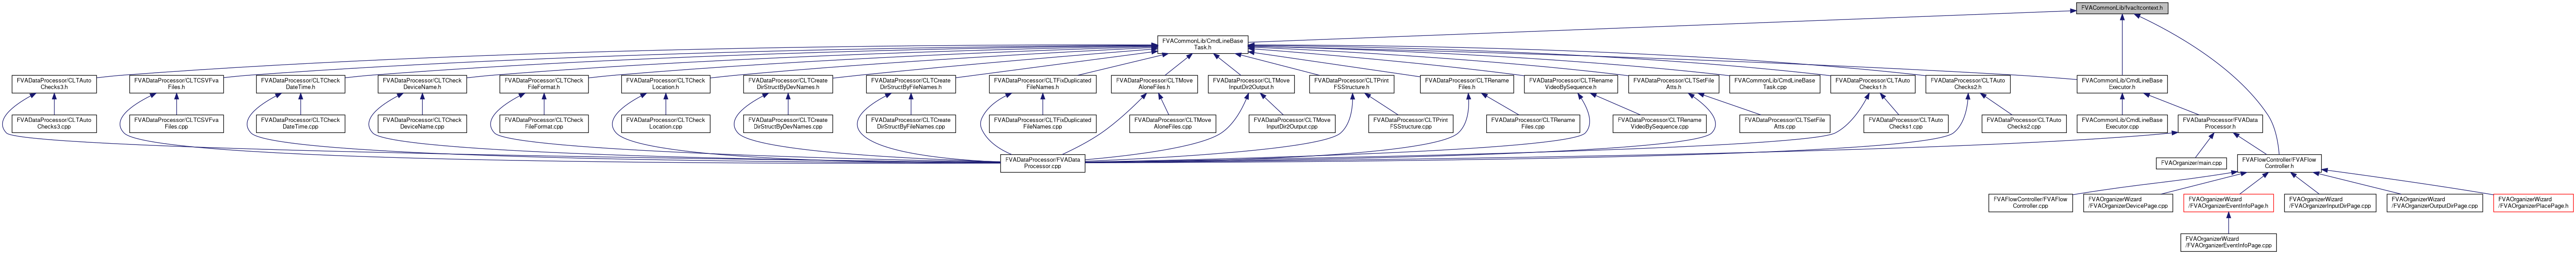 FVACommonLib/fvacltcontext.h
FVACommonLib/CmdLineBase
Task.h
FVADataProcessor/CLTAuto
Checks3.h
FVADataProcessor/CLTCSVFva
Files.h
FVADataProcessor/CLTCheck
DateTime.h
FVADataProcessor/CLTCheck
DeviceName.h
FVADataProcessor/CLTCheck
FileFormat.h
FVADataProcessor/CLTCheck
Location.h
FVADataProcessor/CLTCreate
DirStructByDevNames.h
FVADataProcessor/CLTCreate
DirStructByFileNames.h
FVADataProcessor/CLTFixDuplicated
FileNames.h
FVADataProcessor/CLTMove
AloneFiles.h
FVADataProcessor/CLTMove
InputDir2Output.h
FVADataProcessor/CLTPrint
FSStructure.h
FVADataProcessor/CLTRename
Files.h
FVADataProcessor/CLTRename
VideoBySequence.h
FVADataProcessor/CLTSetFile
Atts.h
FVACommonLib/CmdLineBase
Task.cpp
FVADataProcessor/CLTAuto
Checks1.h
FVADataProcessor/CLTAuto
Checks2.h
FVACommonLib/CmdLineBase
Executor.h
FVADataProcessor/CLTAuto
Checks3.cpp
FVADataProcessor/CLTCSVFva
Files.cpp
FVADataProcessor/CLTCheck
DateTime.cpp
FVADataProcessor/CLTCheck
DeviceName.cpp
FVADataProcessor/CLTCheck
FileFormat.cpp
FVADataProcessor/CLTCheck
Location.cpp
FVADataProcessor/CLTCreate
DirStructByDevNames.cpp
FVADataProcessor/CLTCreate
DirStructByFileNames.cpp
FVADataProcessor/CLTFixDuplicated
FileNames.cpp
FVADataProcessor/CLTMove
AloneFiles.cpp
FVADataProcessor/CLTMove
InputDir2Output.cpp
FVADataProcessor/CLTPrint
FSStructure.cpp
FVADataProcessor/CLTRename
Files.cpp
FVADataProcessor/CLTRename
VideoBySequence.cpp
FVADataProcessor/CLTSetFile
Atts.cpp
FVADataProcessor/CLTAuto
Checks1.cpp
FVADataProcessor/CLTAuto
Checks2.cpp
FVACommonLib/CmdLineBase
Executor.cpp
FVADataProcessor/FVAData
Processor.h
FVADataProcessor/FVAData
Processor.cpp
FVAOrganizer/main.cpp
FVAFlowController/FVAFlow
Controller.h
FVAFlowController/FVAFlow
Controller.cpp
FVAOrganizerWizard
/FVAOrganizerDevicePage.cpp
FVAOrganizerWizard
/FVAOrganizerEventInfoPage.h
FVAOrganizerWizard
/FVAOrganizerInputDirPage.cpp
FVAOrganizerWizard
/FVAOrganizerOutputDirPage.cpp
FVAOrganizerWizard
/FVAOrganizerPlacePage.h
FVAOrganizerWizard
/FVAOrganizerEventInfoPage.cpp